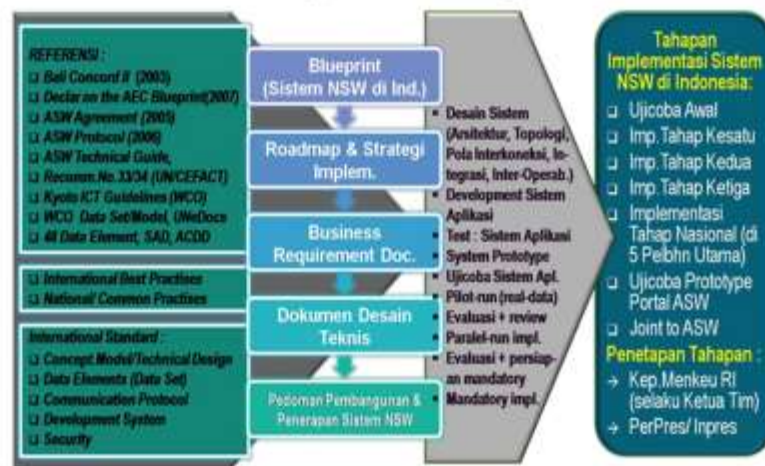 REFERENSI :
❑ Bali Concord II (2003)
❑ Declar on the AEC Blueprint(2007)
❑ ASW Agreement (2005)
❑ ASW Protocol (2006)
❑ ASW Technical Guide,
❑ Recomm.No.33/34 (UN/CEFACT)
❑ Kyoto ICT Guidelines (WCO)
❑ WCO Data Set/Model, UNeDocs
❑ 48 Data Element, SAD, ACDD
❑ International Best Practises
❑ National/Common Practises
International Standard :
❑ Concept Model/Technical Design
❑ Data Elements (Data Set)
❑ Communication Protocol
❑ Development System
❑ Security
Blueprint
(Sistem NSW di Ind.)
Roadmap & Strategi
Implem.
Business
Requirement Doc.
Dokumen Desain
Teknis
Pedoman Pembangunan &
Penerapan Sistem NSW
▪ Desain Sistem
(Arsitektur, Topologi,
Pola Interkoneksi, In-
tegrasi, Inter-Operab.)
▪ Development Sistem
Aplikasi
▪ Test : Sistem Aplikasi
▪ System Prototype
▪ Ujicoba Sistem Apl.
▪ Pilot-run (real-data)
▪ Evaluasi + review
▪ Paralel-run impl.
▪ Evaluasi + persiap-
an mandatory
▪ Mandatory impl.
Tahapan
Implementasi Sistem
NSW di Indonesia:
❑ Ujicoba Awal
❑ Imp.Tahap Kesatu
❑ Imp.Tahap Kedua
❑ Imp.Tahap Ketiga
❑ Implementasi
Tahap Nasional (di
5 Pelbhn Utama)
❑ Ujicoba Prototype
Portal ASW
❑ Joint to ASW
Penetapan Tahapan :
→ Kep.Menkeu RI
(selaku Ketua Tim)
→ PerPres/ Inpres